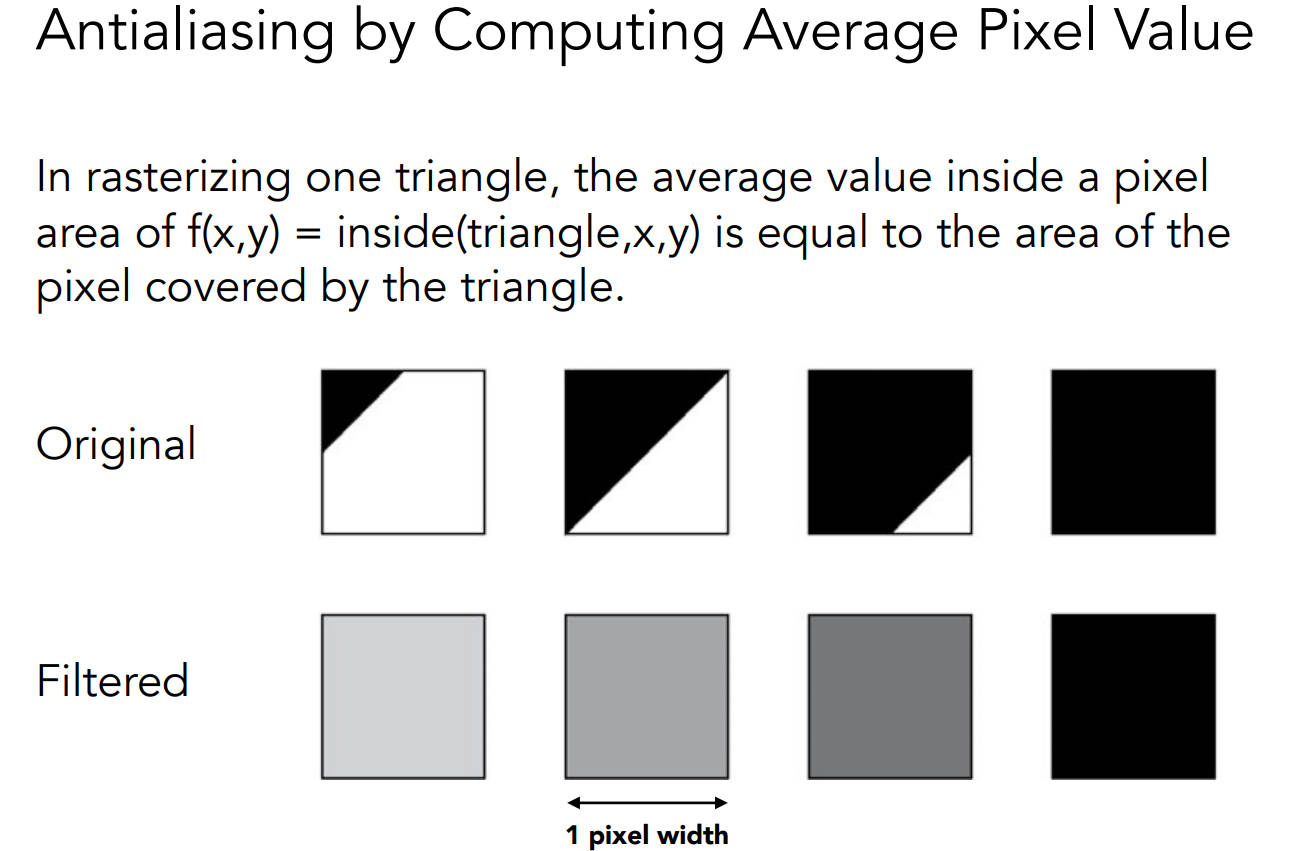 Antialiasing by Computing Average Pixel Value
In rasterizing one triangle, the average value inside a pixel
area of f(x,y) = inside(triangle,x,y) is equal to the area of the
pixel covered by the triangle.
Original
Filtered
1 pixel width